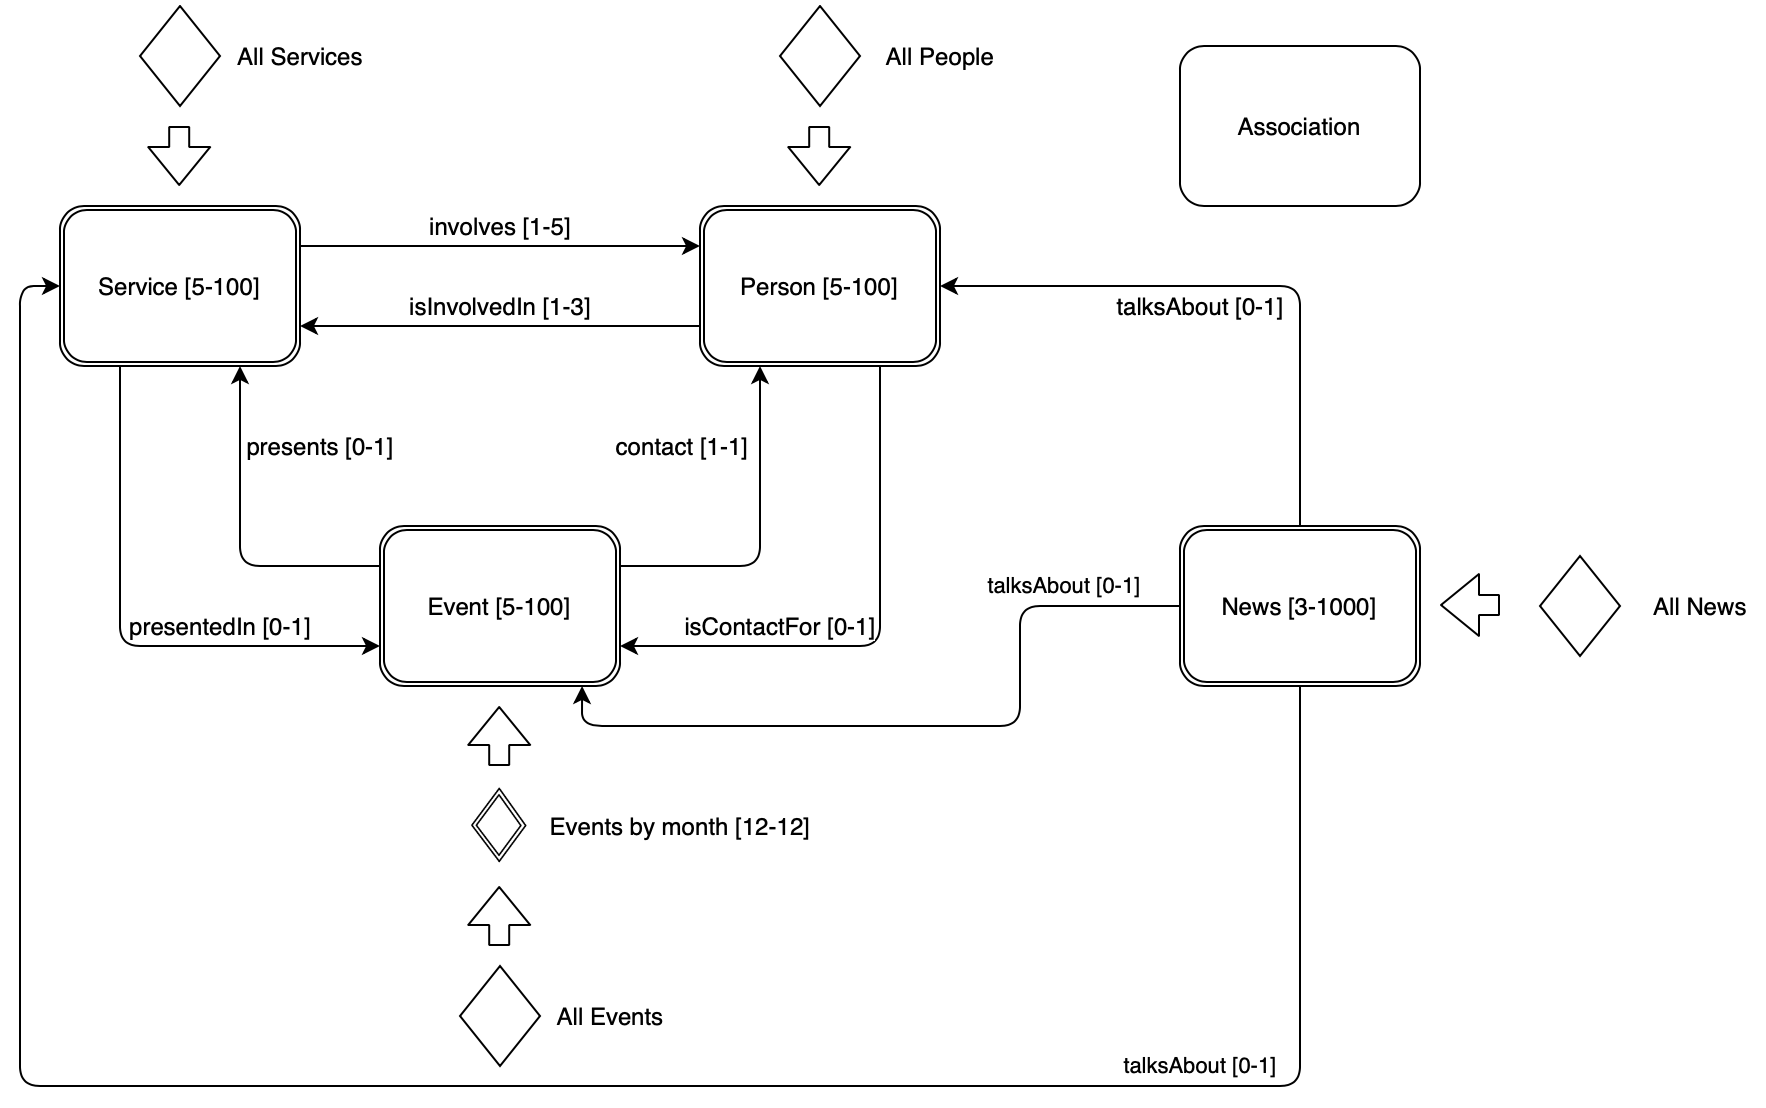 All Services
All People
Association
involves [1-5]
Service [5-100]
Person [5-100]
isInvolvedIn [1-3]
talksAbout [0-1]
presents [0-1]
contact [1-1]
talksAbout [0-1]
Event [5-100]
News [3-1000]
All News
presentedIn [0-1]
isContactFor [0-1]
Events by month [12-12]
All Events
talksAbout [0-1]